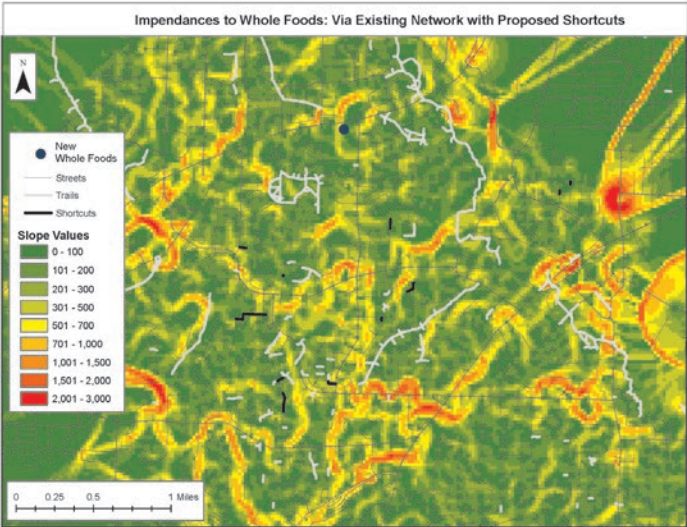 Impendances to Whole Foods: Via Existing Network with Proposed Shortcuts
N
New
Whole Foods
Streets
Trails
Shortcuts
Slope Values
0 - 100
101 - 200
201 - 300
301 - 500
501 - 700
701 - 1,000
1,001 - 1,500
1,501 - 2,000
2,001 - 3,000
0 0.25 0.5 1 Miles